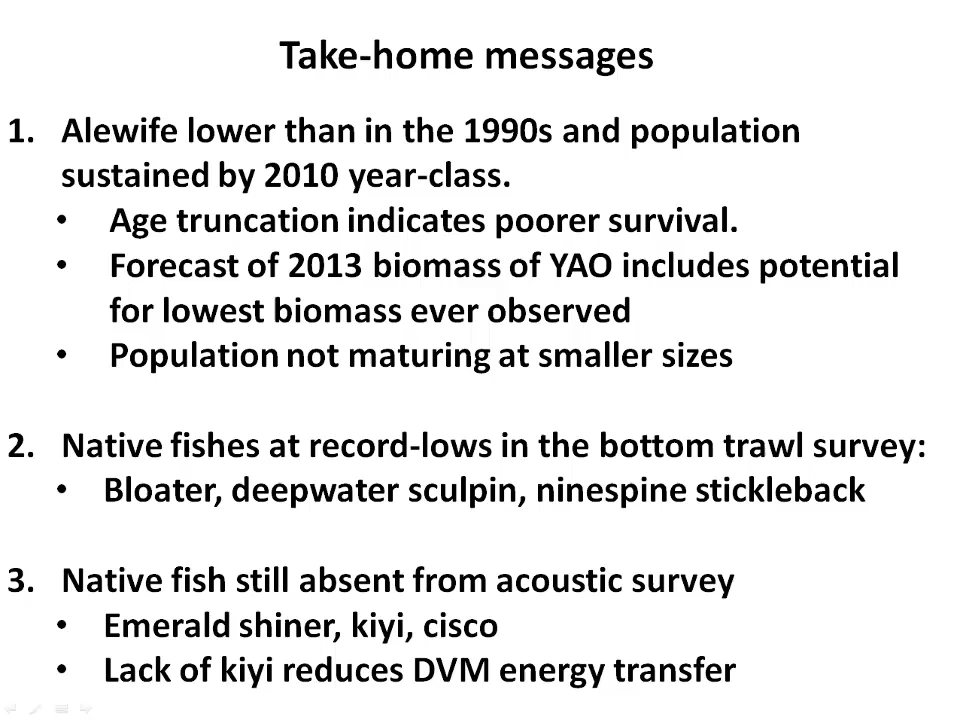 Take-home messages
1. Alewife lower than in the 1990s and population
sustained by 2010 year-class.
• Age truncation indicates poorer survival.
• Forecast of 2013 biomass of YAO includes potential
for lowest biomass ever observed
• Population not maturing at smaller sizes
2. Native fishes at record-lows in the bottom trawl survey:
• Bloater, deepwater sculpin, ninespine stickleback
3. Native fish still absent from acoustic survey
• Emerald shiner, kiyi, cisco
• Lack of kiyi reduces DVM energy transfer